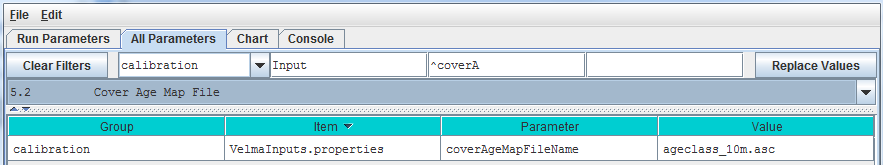 File Edit
Run Parameters All Parameters Chart Console
Clear Filters calibration Input ^coverA Replace Values
5.2 Cover Age Map File
Group Item Parameter Value
calibration VelmaInputs.properties coverAgeMapFileName ageclass_10m.asc